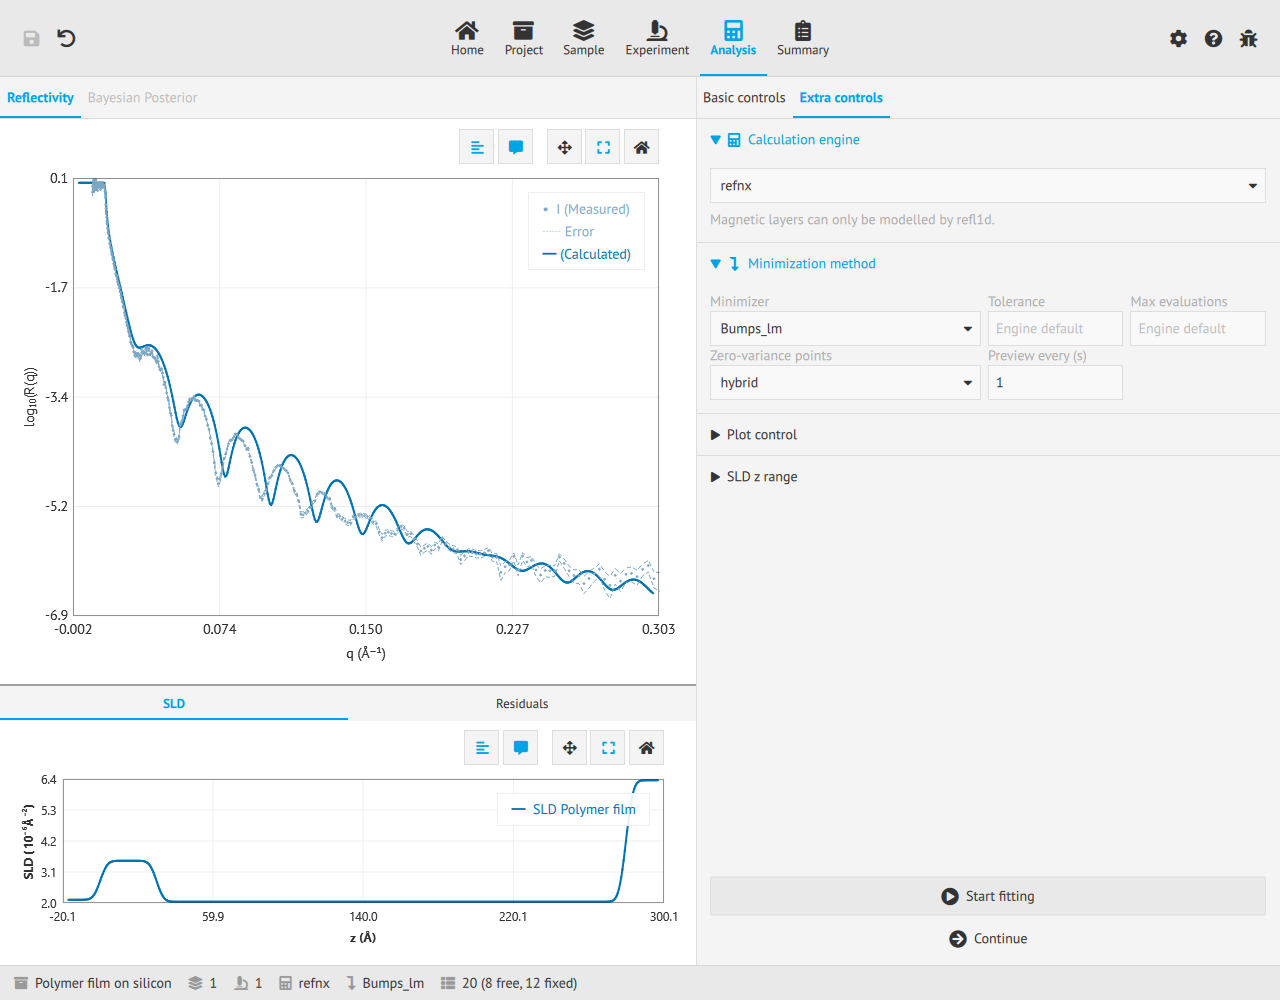 Home
Project
Sample
Experiment
Analysis
Summary
Reflectivity
Bayesian Posterior
Basic controls
Extra controls
0.1
-1.7
-3.4
-5.2
-6.9
-0.002
0.074
0.150
0.227
0.303
log₁₀(R(q))
q (Å⁻¹)
I (Measured)
Error
(Calculated)
SLD
Residuals
6.4
5.3
4.2
3.1
2.0
-20.1
59.9
140.0
220.1
300.1
SLD (10⁻⁶Å⁻²)
z (Å)
SLD Polymer film
Calculation engine
refnx
Magnetic layers can only be modelled by refl1d.
Minimization method
Minimizer
Tolerance
Max evaluations
Bumps_lm
Engine default
Engine default
Zero-variance points
Preview every (s)
hybrid
1
Plot control
SLD z range
Start fitting
Continue
Polymer film on silicon
1
1
refnx
Bumps_lm
20 (8 free, 12 fixed)